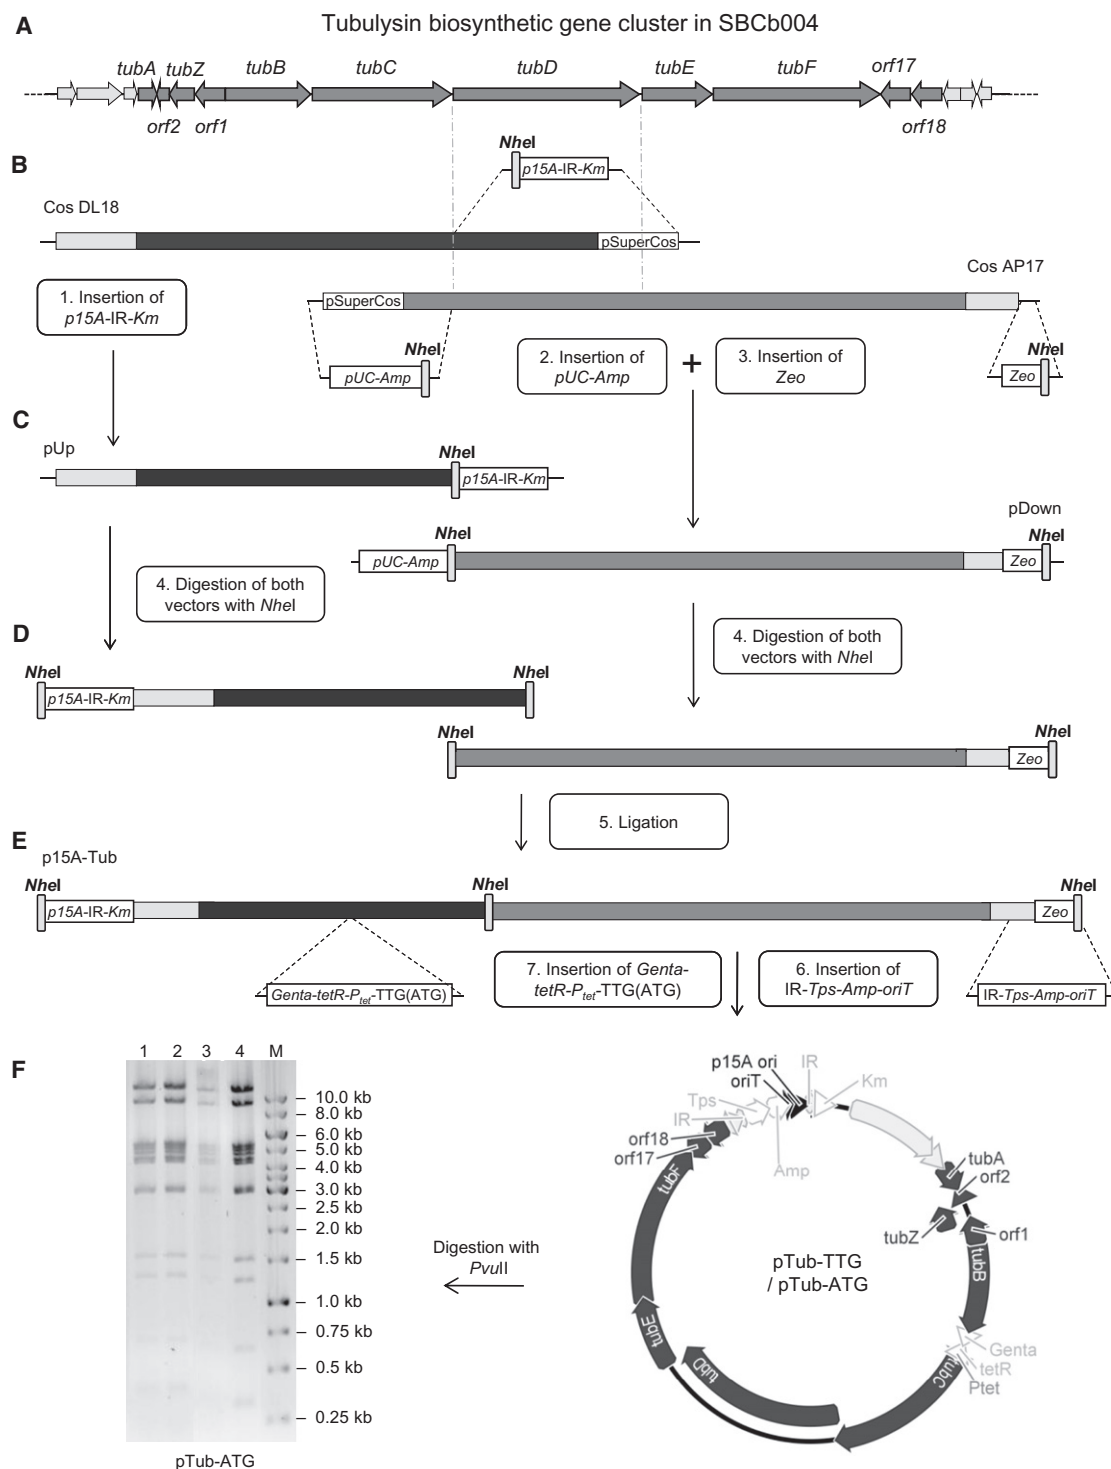 A
Tubulysin biosynthetic gene cluster in SBCb004
tubA tubZ tubB tubC tubD tubE tubF orf17
orf2 orf1 orf18
B
NheI
p15A-IR-Km
Cos DL18
pSuperCos
Cos AP17
1. Insertion of
p15A-IR-Km
pSuperCos
NheI
pUC-Amp
2. Insertion of
pUC-Amp
+
3. Insertion of
Zeo
NheI
Zeo
C
pUp
NheI
p15A-IR-Km
pDown
NheI
pUC-Amp
NheI
Zeo
4. Digestion of both
vectors with NheI
4. Digestion of both
vectors with NheI
D
NheI
p15A-IR-Km
NheI
NheI
NheI
Zeo
5. Ligation
E
p15A-Tub
NheI
p15A-IR-Km
NheI
NheI
Zeo
Genta-tetR-Ptet-TTG(ATG)
7. Insertion of Genta-
tetR-Ptet-TTG(ATG)
6. Insertion of
IR-Tps-Amp-oriT
IR-Tps-Amp-oriT
F
1 2 3 4 M
10.0 kb
8.0 kb
6.0 kb
5.0 kb
4.0 kb
3.0 kb
2.5 kb
2.0 kb
1.5 kb
1.0 kb
0.75 kb
0.5 kb
0.25 kb
pTub-ATG
Digestion with
PvuII
p15A ori
IR
oriT
Km
Tps
IR
orf18
orf17
Amp
tubA
orf2
tubZ
orf1
tubF
tubB
pTub-TTG
/ pTub-ATG
tubE
tubD
Genta
tetR
tubC
Ptet